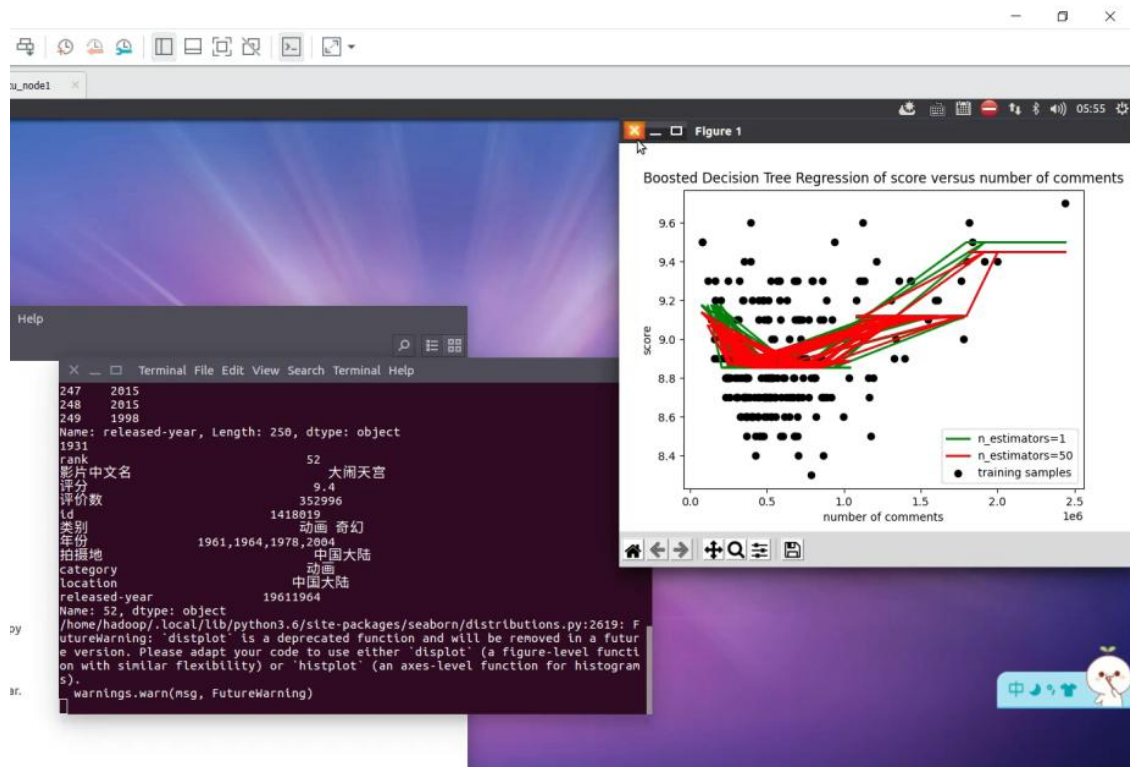 xu_node1
05:55
Figure 1
Help
Terminal File Edit View Search Terminal Help
247 2015
248 2015
249 1998
Name: released-year, Length: 250, dtype: object
1931
rank 52
影片中文名 大闹天宫
评分 9.4
评价数 352996
id 1418019
类别 动画 奇幻
年份 1961,1964,1978,2004
拍摄地 中国大陆
category 动画
location 中国大陆
released-year 19611964
Name: 52, dtype: object
/home/hadoop/.local/lib/python3.6/site-packages/seaborn/distributions.py:2619: F
utureWarning: `distplot` is a deprecated function and will be removed in a futur
e version. Please adapt your code to use either `displot` (a figure-level functi
on with similar flexibility) or `histplot` (an axes-level function for histogram
s).
warnings.warn(msg, FutureWarning)
py
ar.
Boosted Decision Tree Regression of score versus number of comments
9.6
9.4
9.2
9.0
8.8
8.6
8.4
score
n_estimators=1
n_estimators=50
training samples
0.0 0.5 1.0 1.5 2.0 2.5
number of comments 1e6
中